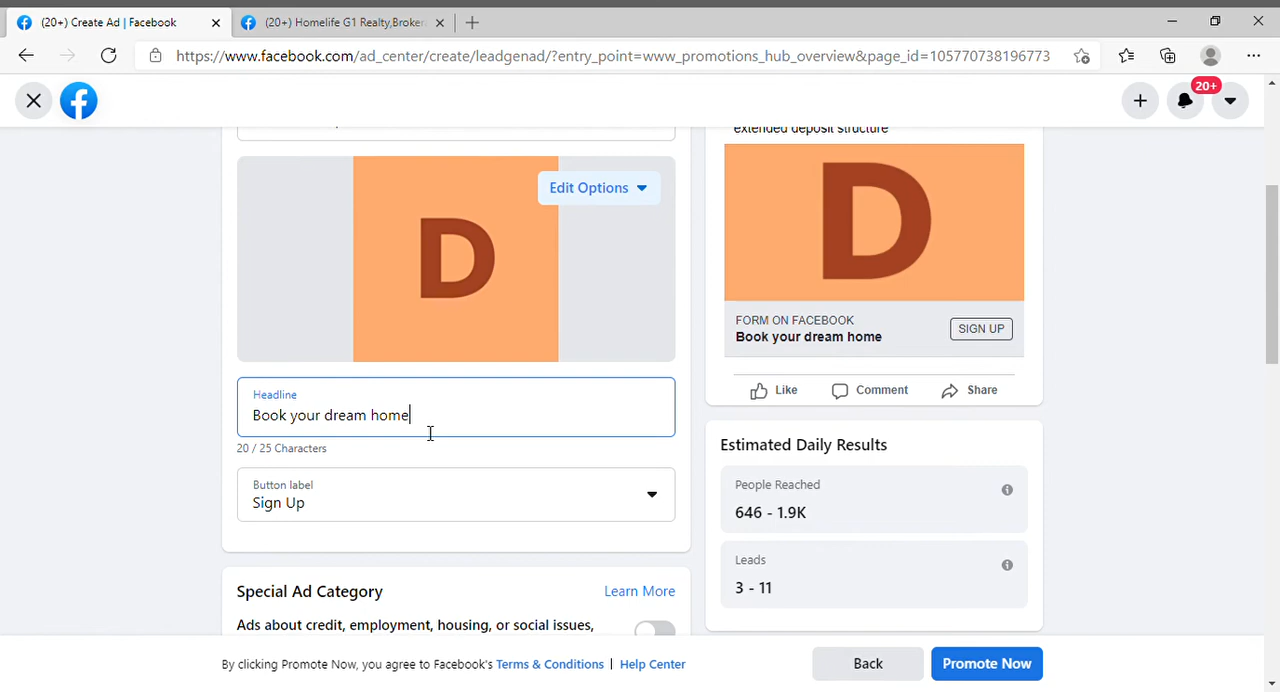 (20+) Create Ad | Facebook
(20+) Homelife G1 Realty,Broker
https://www.facebook.com/ad_center/create/leadgenad/?entry_point=www_promotions_hub_overview&page_id=105770738196773
20+
extended deposit structure
Edit Options
D
D
FORM ON FACEBOOK
Book your dream home
SIGN UP
Like Comment Share
Headline
Book your dream home
20 / 25 Characters
Button label
Sign Up
Estimated Daily Results
People Reached
646 - 1.9K
Leads
3 - 11
Special Ad Category
Learn More
Ads about credit, employment, housing, or social issues,
By clicking Promote Now, you agree to Facebook's Terms & Conditions | Help Center
Back
Promote Now